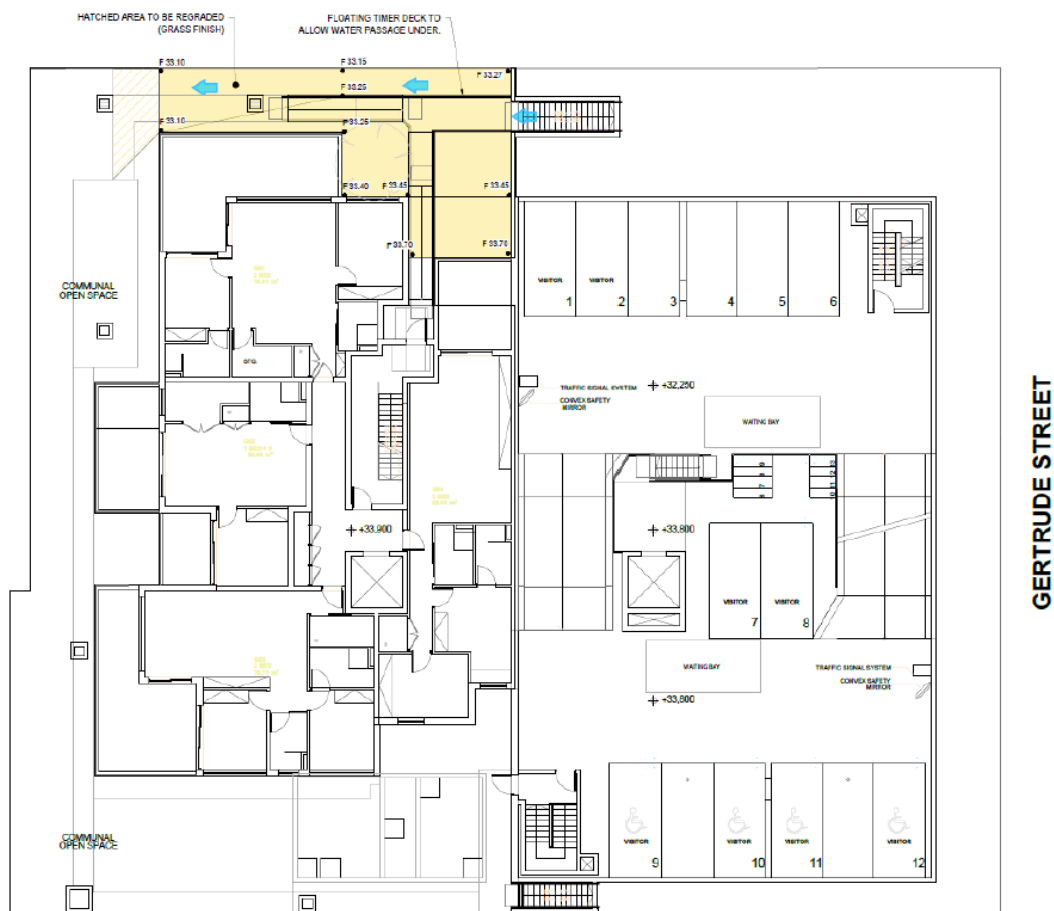 HATCHED AREA TO BE REGRADED
(GRASS FINISH)
FLOATING TIMER DECK TO
ALLOW WATER PASSAGE UNDER.
F 33.10
F 33.15
F 33.27
F 33.25
F 33.10
F 33.25
F 33.40
F 33.45
F 33.45
F 33.70
F 33.70
COMMUNAL
OPEN SPACE
VISITOR
1
VISITOR
2
3
4
5
6
TRAFFIC SIGNAL SYSTEM
CONVEX SAFETY
MIRROR
+32,250
WAITING BAY
GERTRUDE STREET
+33,900
+33,800
VISITOR
7
VISITOR
8
WAITING BAY
TRAFFIC SIGNAL SYSTEM
CONVEX SAFETY
MIRROR
+33,800
COMMUNAL
OPEN SPACE
VISITOR
9
VISITOR
10
VISITOR
11
VISITOR
12